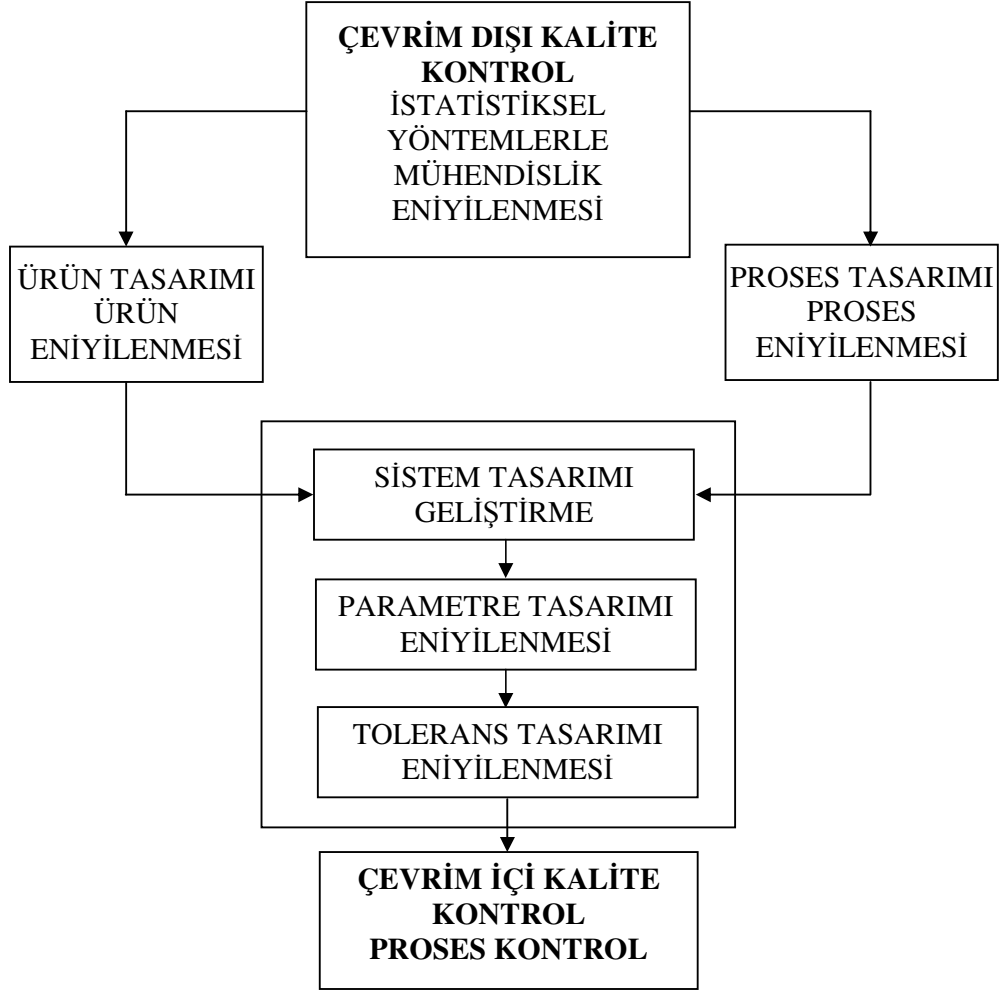 ÇEVRİM DIŞI KALİTE
KONTROL
İSTATİSTİKSEL
YÖNTEMLERLE
MÜHENDİSLİK
ENİYİLENMESİ
ÜRÜN TASARIMI
ÜRÜN
ENİYİLENMESİ
PROSES TASARIMI
PROSES
ENİYİLENMESİ
SİSTEM TASARIMI
GELİŞTİRME
PARAMETRE TASARIMI
ENİYİLENMESİ
TOLERANS TASARIMI
ENİYİLENMESİ
ÇEVRİM İÇİ KALİTE
KONTROL
PROSES KONTROL